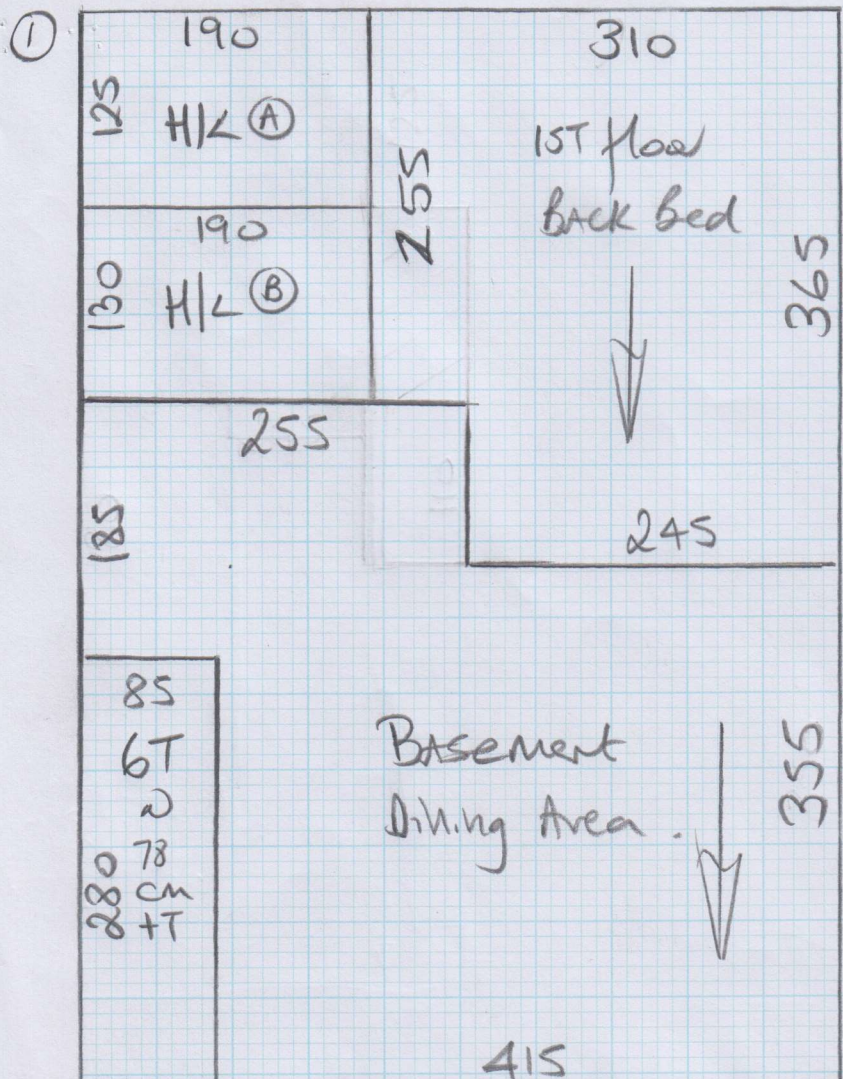 ①
190
125
H/L Ⓐ
190
130
H/L Ⓑ
255
310
1ST floor
BACK Bed
365
255
185
245
85
6T
78
cm
+T
280
Basement
Dining Area.
355
415